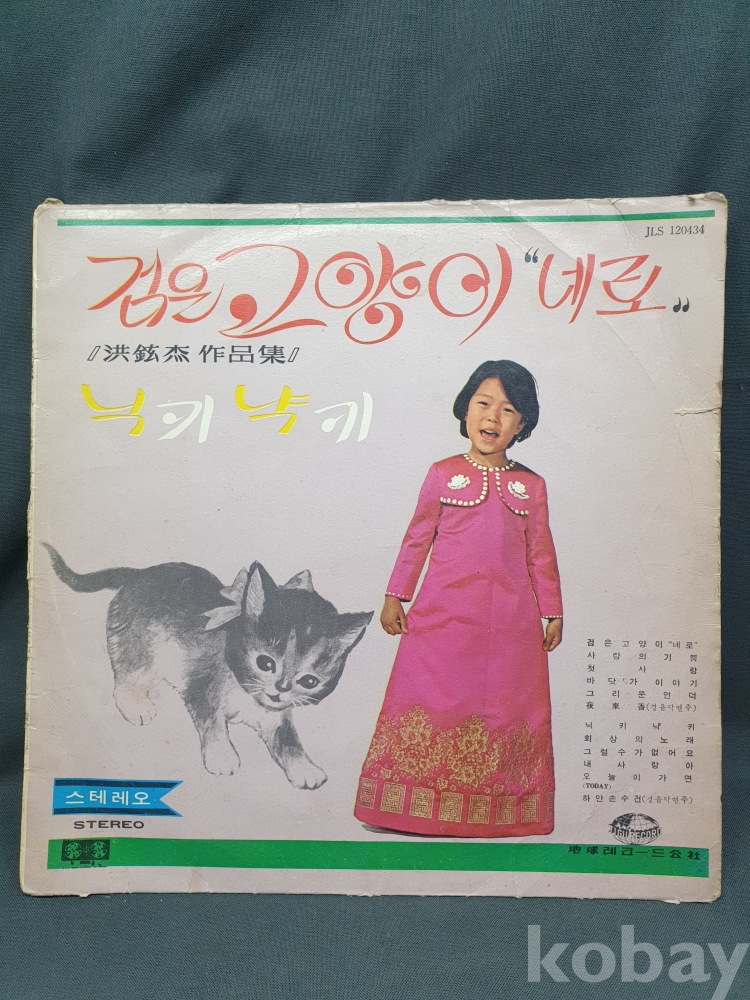 JLS 120434
검은 고양이 “네로„
〃洪鉉杰 作品集〃
닉키 냑키
검은고양이"네로"
사랑의기쁨
첫사랑
바닷가 이야기
그리운언덕
夜來香(경음악연주)
닉키냑키
회상의노래
그럴수가없어요
내사랑아
오늘이가면
(TODAY)
하얀손수건(경음악연주)
스테레오
STEREO
JIGU RECORD
地球레코ー드公社
kobay